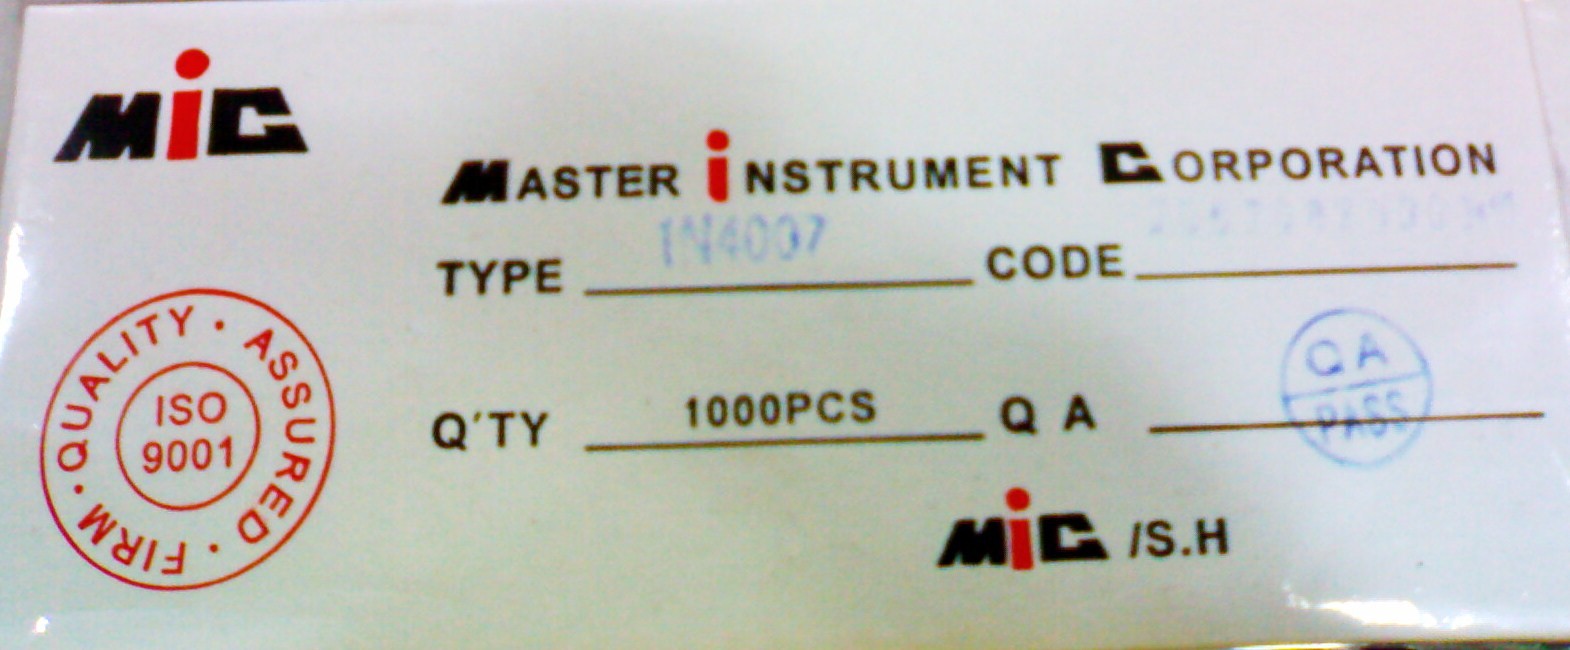 MiC
MASTER iNSTRUMENT CORPORATION
TYPE 1N4007 CODE
QUALITY · ASSURED · FIRM ·
ISO
9001
Q'TY 1000PCS Q A
QA
PASS
MiC /S.H